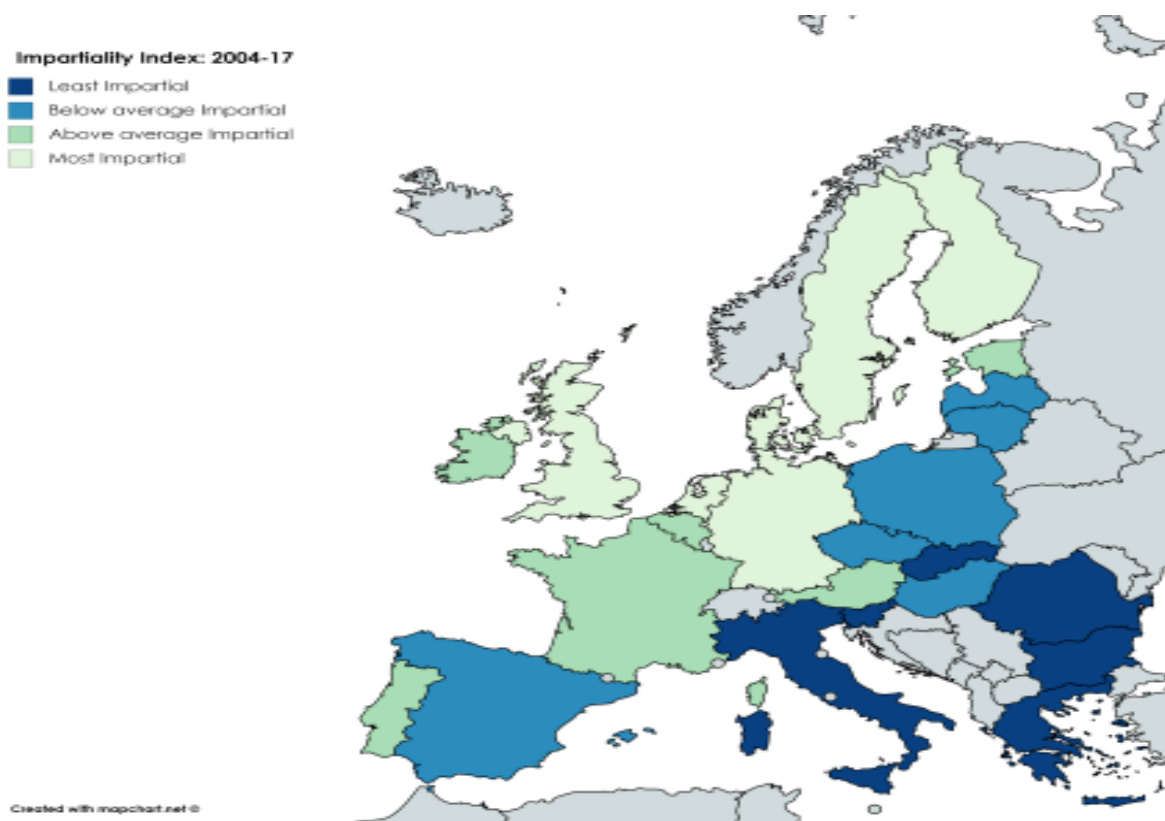 Impartiality Index: 2004-17
Least Impartial
Below average Impartial
Above average Impartial
Most Impartial
Created with mapchart.net ©